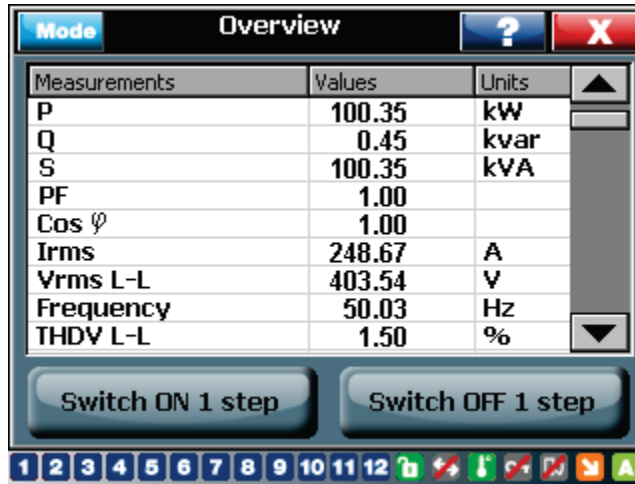 Mode Overview ? X
Measurements Values Units
P 100.35 kW
Q 0.45 kvar
S 100.35 kVA
PF 1.00
Cos φ 1.00
Irms 248.67 A
Vrms L-L 403.54 V
Frequency 50.03 Hz
THDV L-L 1.50 %
Switch ON 1 step Switch OFF 1 step
1 2 3 4 5 6 7 8 9 10 11 12 A